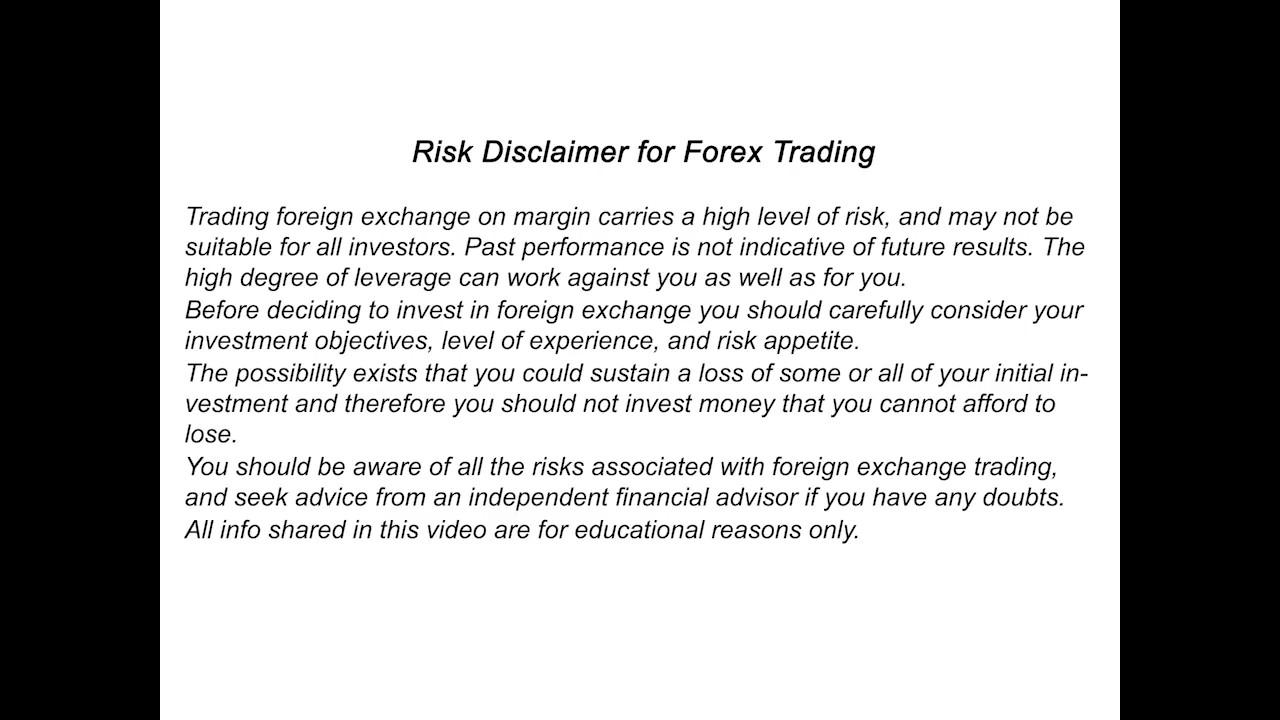 Risk Disclaimer for Forex Trading
Trading foreign exchange on margin carries a high level of risk, and may not be
suitable for all investors. Past performance is not indicative of future results. The
high degree of leverage can work against you as well as for you.
Before deciding to invest in foreign exchange you should carefully consider your
investment objectives, level of experience, and risk appetite.
The possibility exists that you could sustain a loss of some or all of your initial in-
vestment and therefore you should not invest money that you cannot afford to
lose.
You should be aware of all the risks associated with foreign exchange trading,
and seek advice from an independent financial advisor if you have any doubts.
All info shared in this video are for educational reasons only.